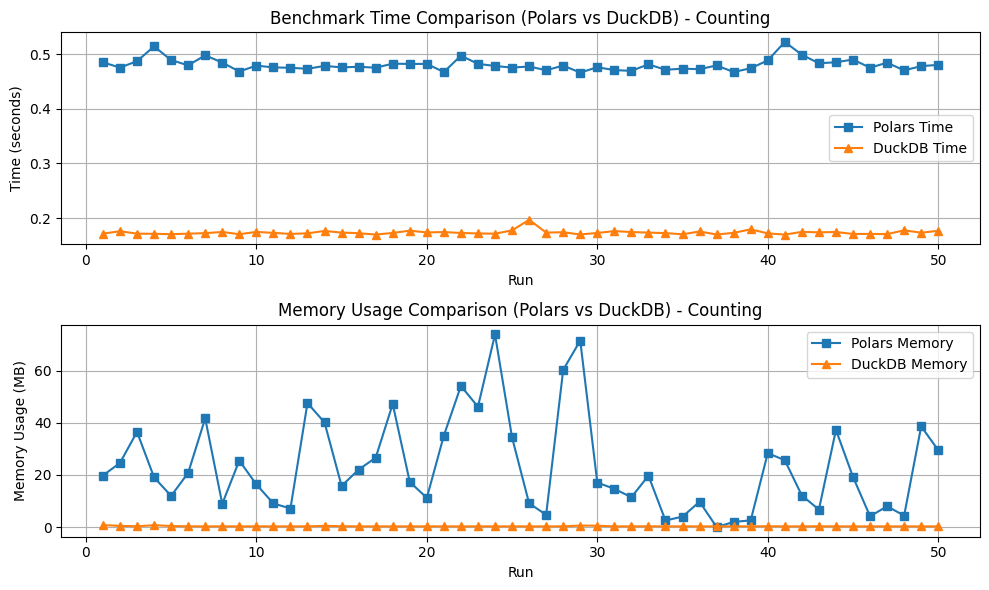 Benchmark Time Comparison (Polars vs DuckDB) - Counting
Time (seconds)
0.5
0.4
0.3
0.2
Polars Time
DuckDB Time
0 10 20 30 40 50
Run
Memory Usage Comparison (Polars vs DuckDB) - Counting
Memory Usage (MB)
60
40
20
0
Polars Memory
DuckDB Memory
0 10 20 30 40 50
Run